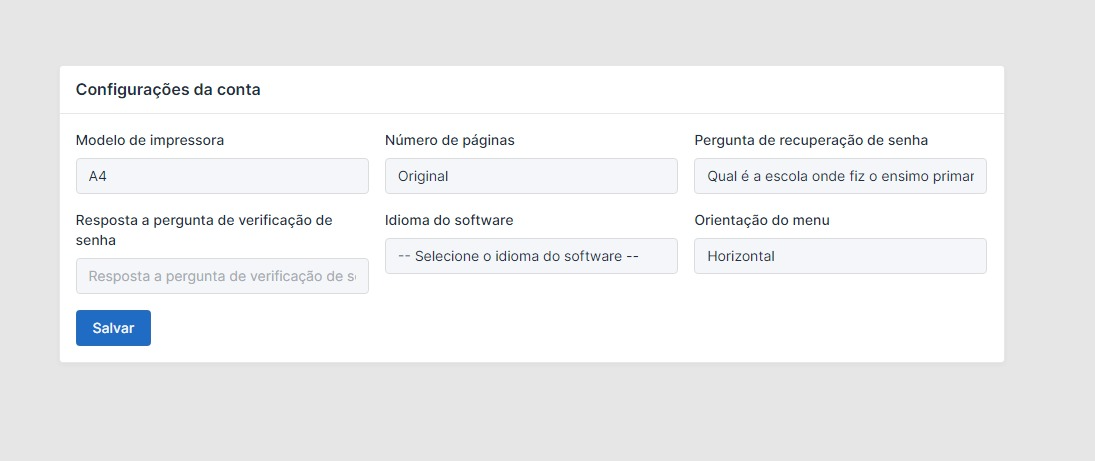 Configurações da conta
Modelo de impressora
A4
Número de páginas
Original
Pergunta de recuperação de senha
Qual é a escola onde fiz o ensimo primar
Resposta a pergunta de verificação de
senha
Resposta a pergunta de verificação de s
Idioma do software
-- Selecione o idioma do software --
Orientação do menu
Horizontal
Salvar